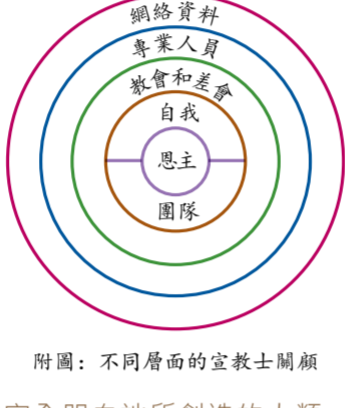 網絡資料
專業人員
教會和差會
自我
恩主
團隊
附圖：不同層面的宣教士關顧